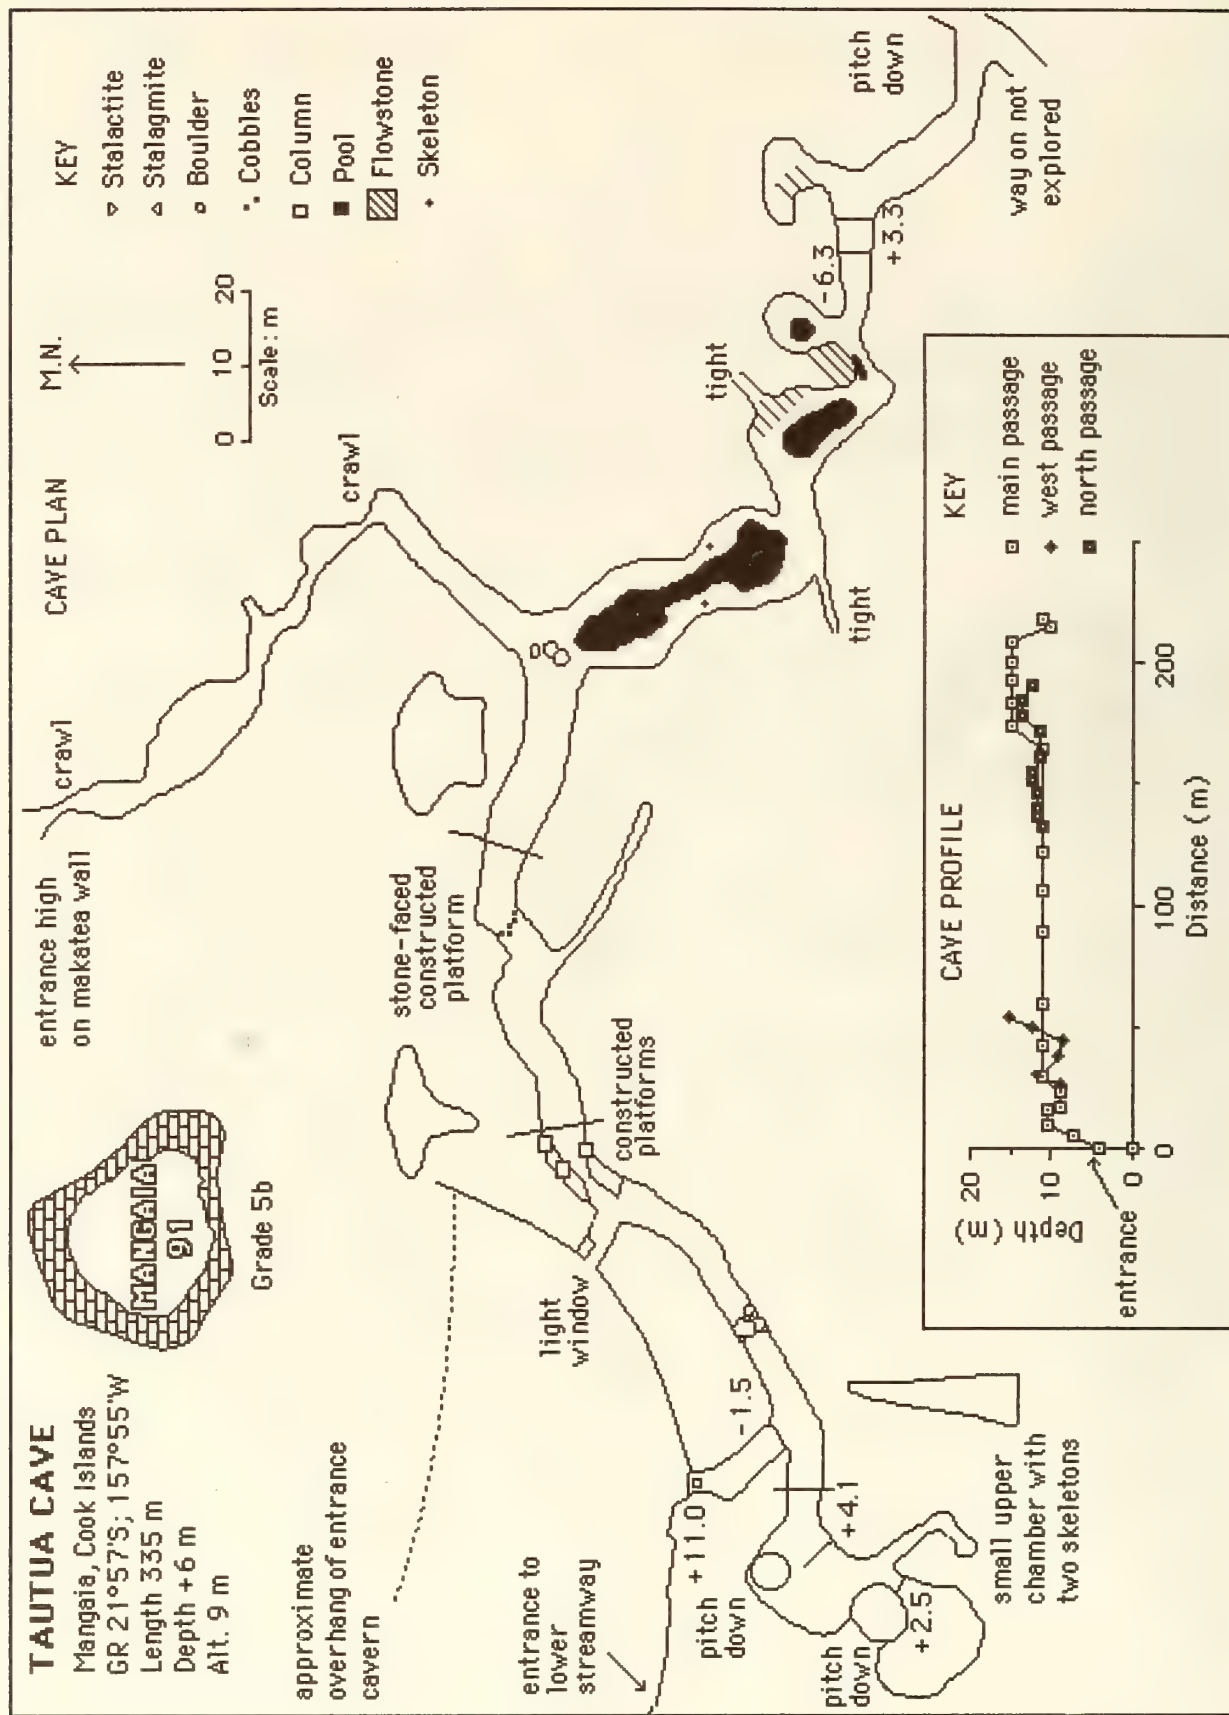 TAUTUA CAVE
Mangaia, Cook Islands
GR 21°57'S; 157°55'W
Length 335 m
Depth +6 m
Alt. 9 m
MANGAIA
91
Grade 5b
entrance high
on makatea wall
CAVE PLAN
M.N.
0 10 20
Scale: m
KEY
Stalactite
Stalagmite
Boulder
Cobbles
Column
Pool
Flowstone
Skeleton
approximate
overhang of entrance
cavern
entrance to
lower
streamway
light
window
stone-faced
constructed
platform
constructed
platforms
crawl
crawl
tight
tight
pitch
down
-6.3
+3.3
way on not
explored
+11.0
-1.5
pitch
down
+4.1
pitch
down
+2.5
small upper
chamber with
two skeletons
CAVE PROFILE
KEY
main passage
west passage
north passage
Depth (m)
20
10
0
entrance
0 100 200
Distance (m)